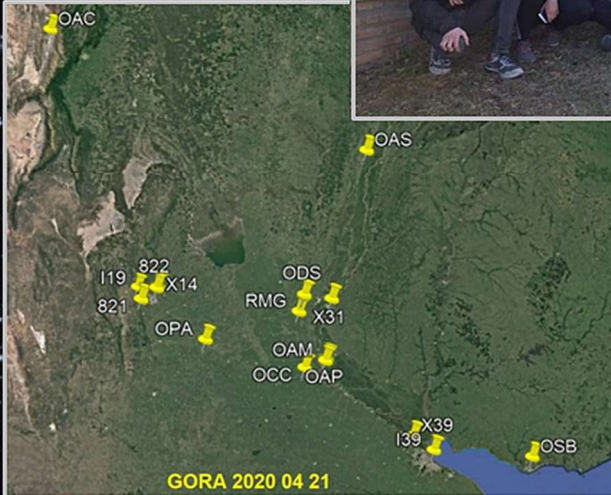 OAC
OAS
822
I19
X14
821
ODS
RMG
X31
OPA
OAM
OCC
OAP
X39
I39
OSB
GORA 2020 04 21